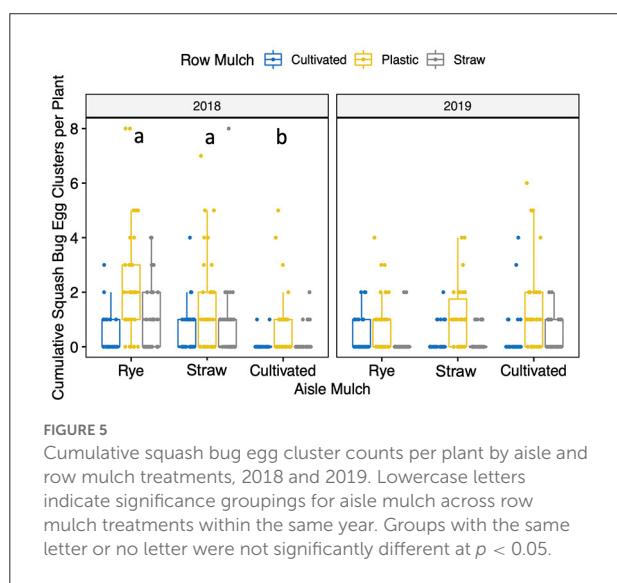 Row Mulch Cultivated Plastic Straw
2018 2019
Cumulative Squash Bug Egg Clusters per Plant
8
6
4
2
0
a a b
Rye Straw Cultivated Rye Straw Cultivated
Aisle Mulch
FIGURE 5
Cumulative squash bug egg cluster counts per plant by aisle and
row mulch treatments, 2018 and 2019. Lowercase letters
indicate significance groupings for aisle mulch across row
mulch treatments within the same year. Groups with the same
letter or no letter were not significantly different at p < 0.05.